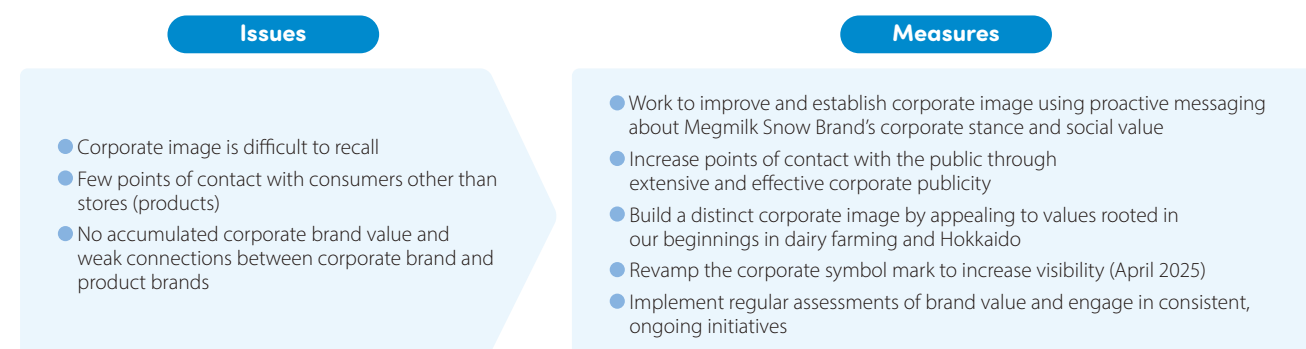 Issues
Corporate image is difficult to recall
Few points of contact with consumers other than
stores (products)
No accumulated corporate brand value and
weak connections between corporate brand and
product brands
Measures
Work to improve and establish corporate image using proactive messaging
about Megmilk Snow Brand’s corporate stance and social value
Increase points of contact with the public through
extensive and effective corporate publicity
Build a distinct corporate image by appealing to values rooted in
our beginnings in dairy farming and Hokkaido
Revamp the corporate symbol mark to increase visibility (April 2025)
Implement regular assessments of brand value and engage in consistent,
ongoing initiatives